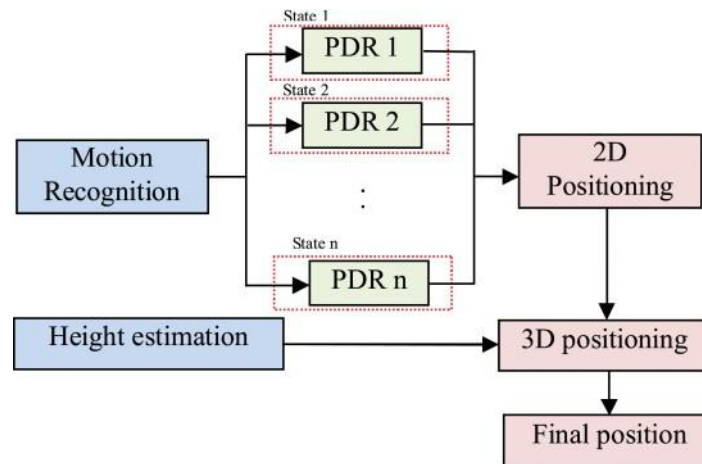 State 1
PDR 1
State 2
PDR 2
Motion
Recognition
2D
Positioning
:
State n
PDR n
Height estimation
3D positioning
Final position